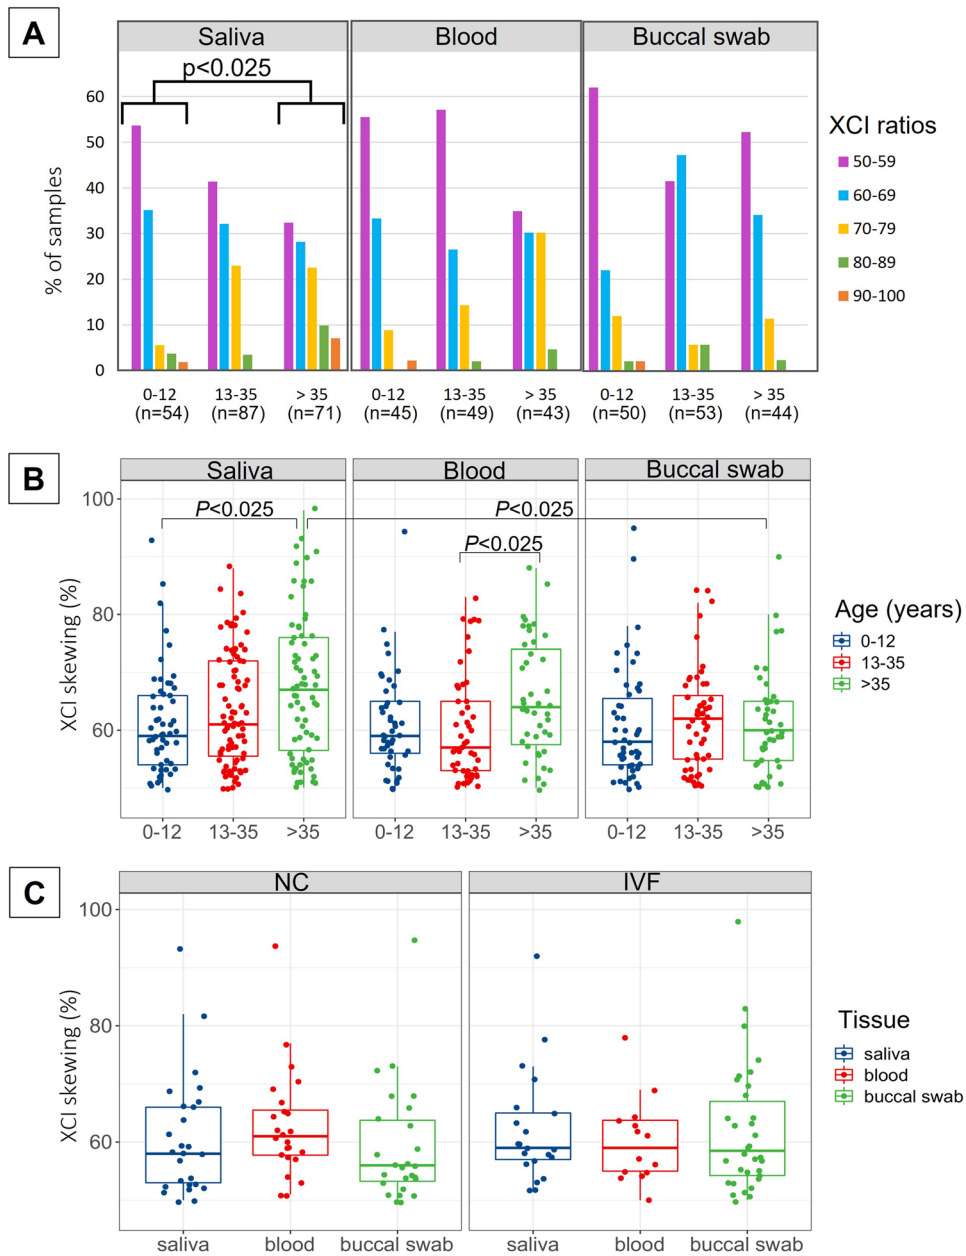 A
Saliva
Blood
Buccal swab
p<0.025
% of samples
60
50
40
30
20
10
0
0-12
(n=54)
13-35
(n=87)
> 35
(n=71)
0-12
(n=45)
13-35
(n=49)
> 35
(n=43)
0-12
(n=50)
13-35
(n=53)
> 35
(n=44)
XCI ratios
50-59
60-69
70-79
80-89
90-100
B
Saliva
Blood
Buccal swab
P<0.025
P<0.025
P<0.025
XCI skewing (%)
100
80
60
0-12
13-35
>35
0-12
13-35
>35
0-12
13-35
>35
Age (years)
0-12
13-35
>35
C
NC
IVF
XCI skewing (%)
100
80
60
saliva
blood
buccal swab
saliva
blood
buccal swab
Tissue
saliva
blood
buccal swab